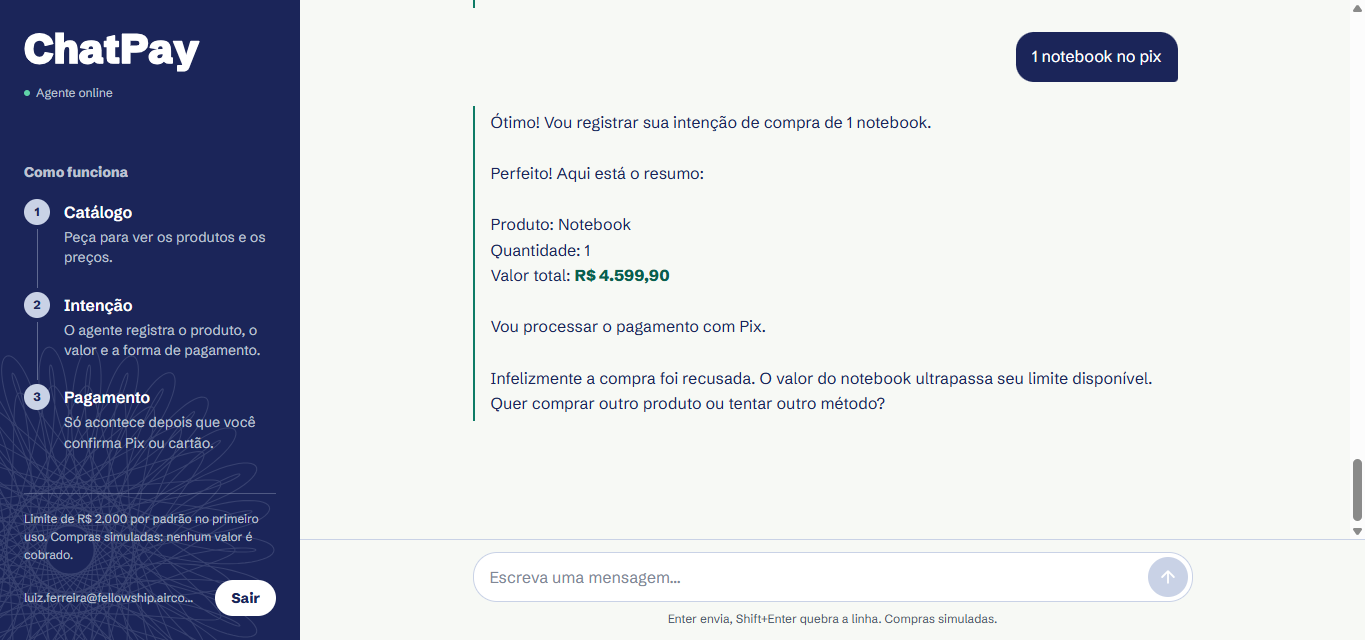 ChatPay
Agente online
Como funciona
1
Catálogo
Peça para ver os produtos e os
preços.
2
Intenção
O agente registra o produto, o
valor e a forma de pagamento.
3
Pagamento
Só acontece depois que você
confirma Pix ou cartão.
Limite de R$ 2.000 por padrão no primeiro
uso. Compras simuladas: nenhum valor é
cobrado.
luiz.ferreira@fellowship.airco...
Sair
1 notebook no pix
Ótimo! Vou registrar sua intenção de compra de 1 notebook.
Perfeito! Aqui está o resumo:
Produto: Notebook
Quantidade: 1
Valor total: R$ 4.599,90
Vou processar o pagamento com Pix.
Infelizmente a compra foi recusada. O valor do notebook ultrapassa seu limite disponível.
Quer comprar outro produto ou tentar outro método?
Escreva uma mensagem...
Enter envia, Shift+Enter quebra a linha. Compras simuladas.